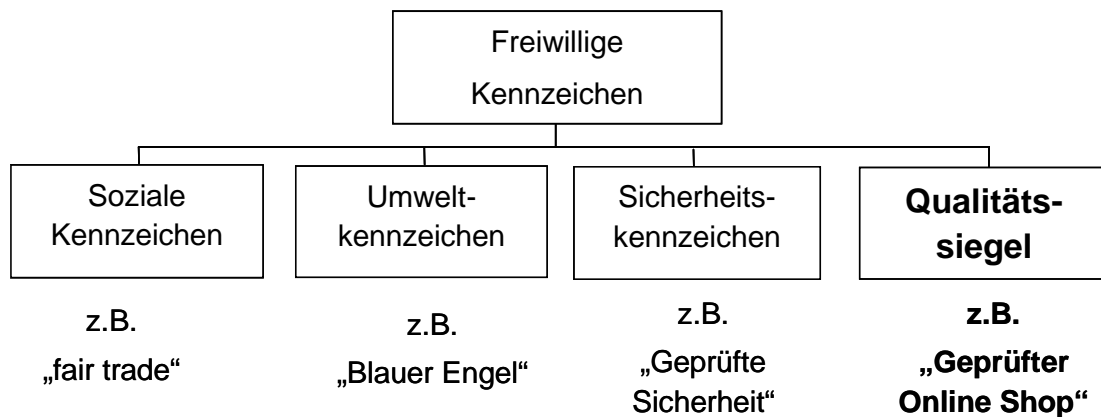 Freiwillige
Kennzeichen
Soziale
Kennzeichen
Umwelt-
kennzeichen
Sicherheits-
kennzeichen
Qualitäts-
siegel
z.B.
„fair trade“
z.B.
„Blauer Engel“
z.B.
„Geprüfte
Sicherheit“
z.B.
„Geprüfter
Online Shop“